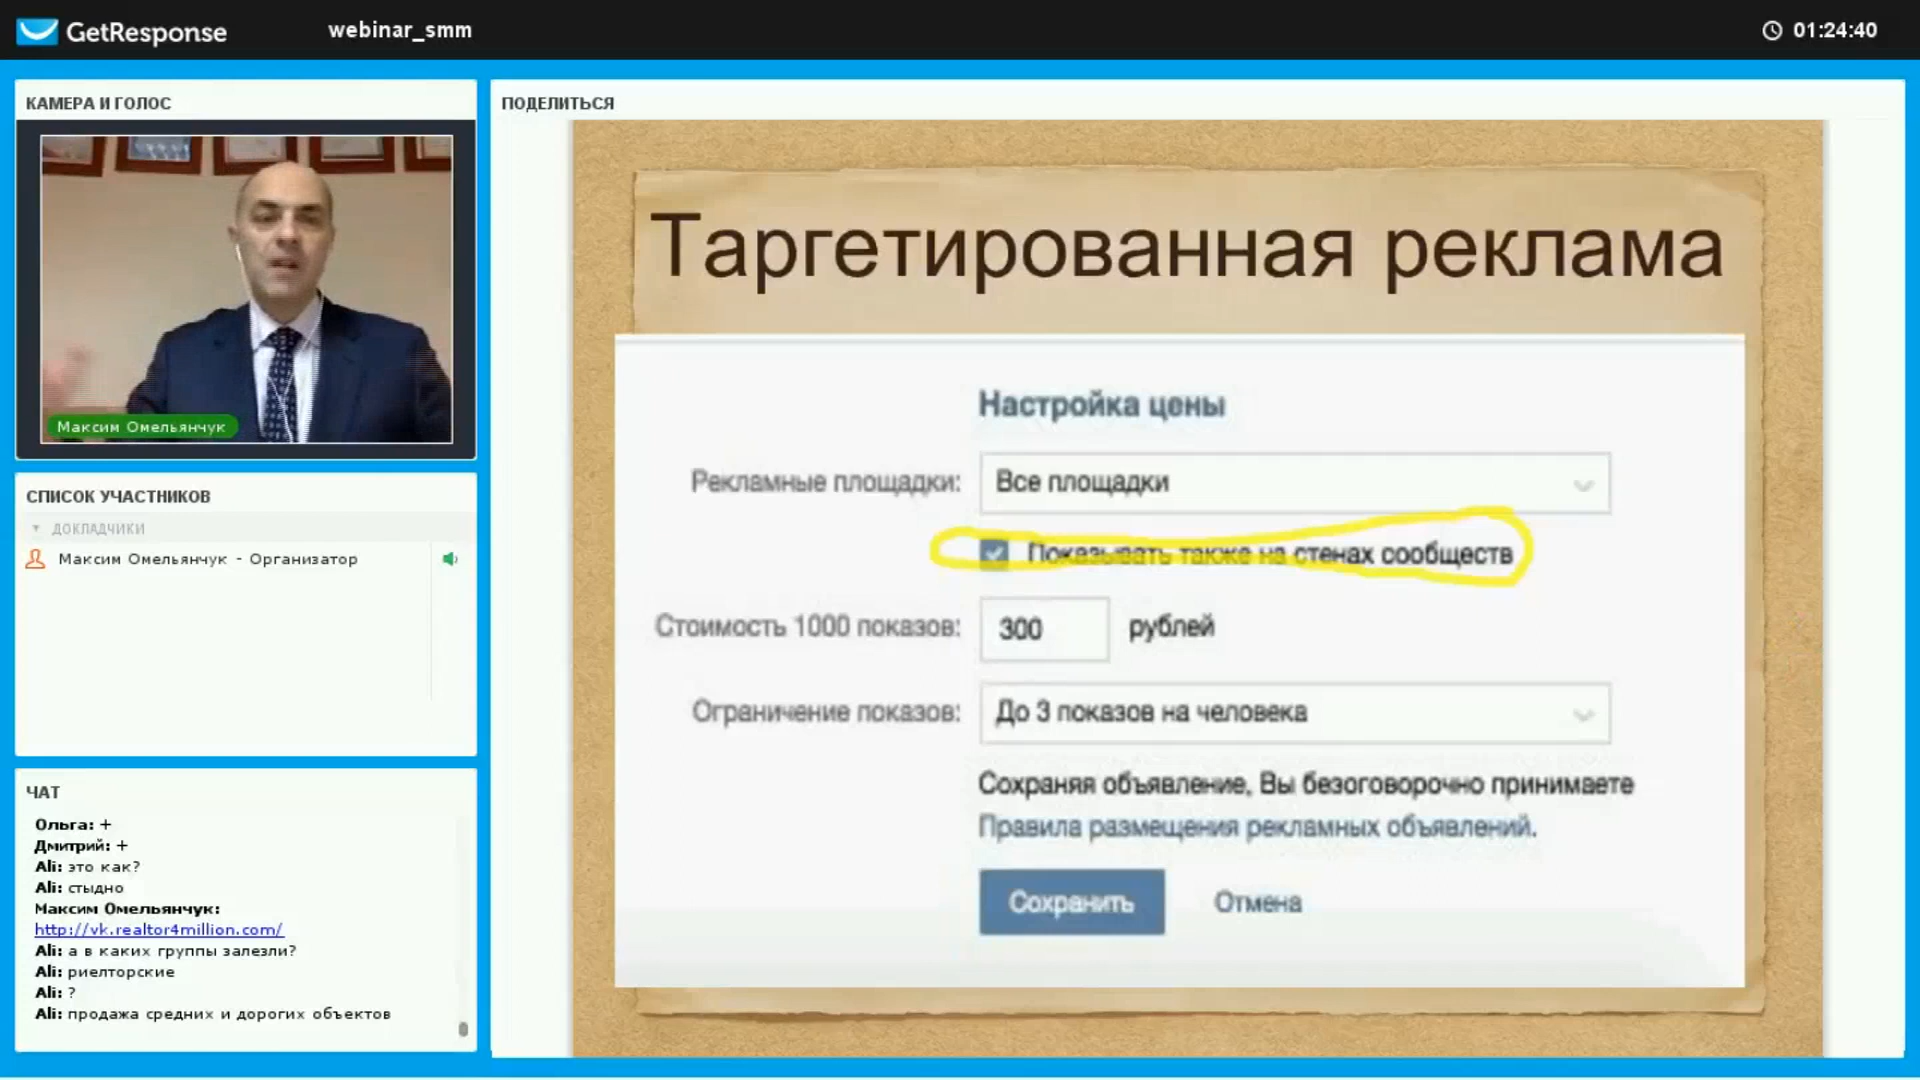 GetResponse
webinar_smm
01:24:40
КАМЕРА И ГОЛОС
Максим Омельянчук
СПИСОК УЧАСТНИКОВ
ДОКЛАДЧИКИ
Максим Омельянчук - Организатор
ЧАТ
Ольга: +
Дмитрий: +
Ali: это как?
Ali: стыдно
Максим Омельянчук:
http://vk.realtor4million.com/
Ali: а в каких группы залезли?
Ali: риелторские
Ali: ?
Ali: продажа средних и дорогих объектов
ПОДЕЛИТЬСЯ
Таргетированная реклама
Настройка цены
Рекламные площадки: Все площадки
Показывать также на стенах сообществ
Стоимость 1000 показов: 300 рублей
Ограничение показов: До 3 показов на человека
Сохраняя объявление, Вы безоговорочно принимаете
Правила размещения рекламных объявлений.
Сохранить Отмена